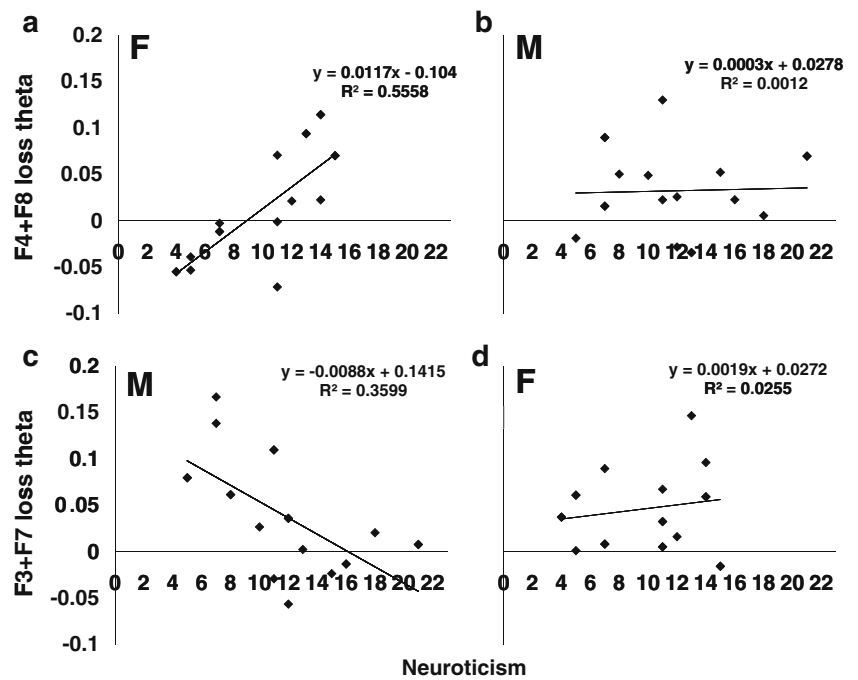 a
F
y = 0.0117x - 0.104
R² = 0.5558
F4+F8 loss theta
0.2
0.15
0.1
0.05
0
-0.05
-0.1
0 2 4 6 8 10 12 14 16 18 20 22
b
M
y = 0.0003x + 0.0278
R² = 0.0012
0 2 4 6 8 10 12 14 16 18 20 22
c
M
y = -0.0088x + 0.1415
R² = 0.3599
F3+F7 loss theta
0.2
0.15
0.1
0.05
0
-0.05
-0.1
0 2 4 6 8 10 12 14 16 18 20 22
d
F
y = 0.0019x + 0.0272
R² = 0.0255
0 2 4 6 8 10 12 14 16 18 20 22
Neuroticism